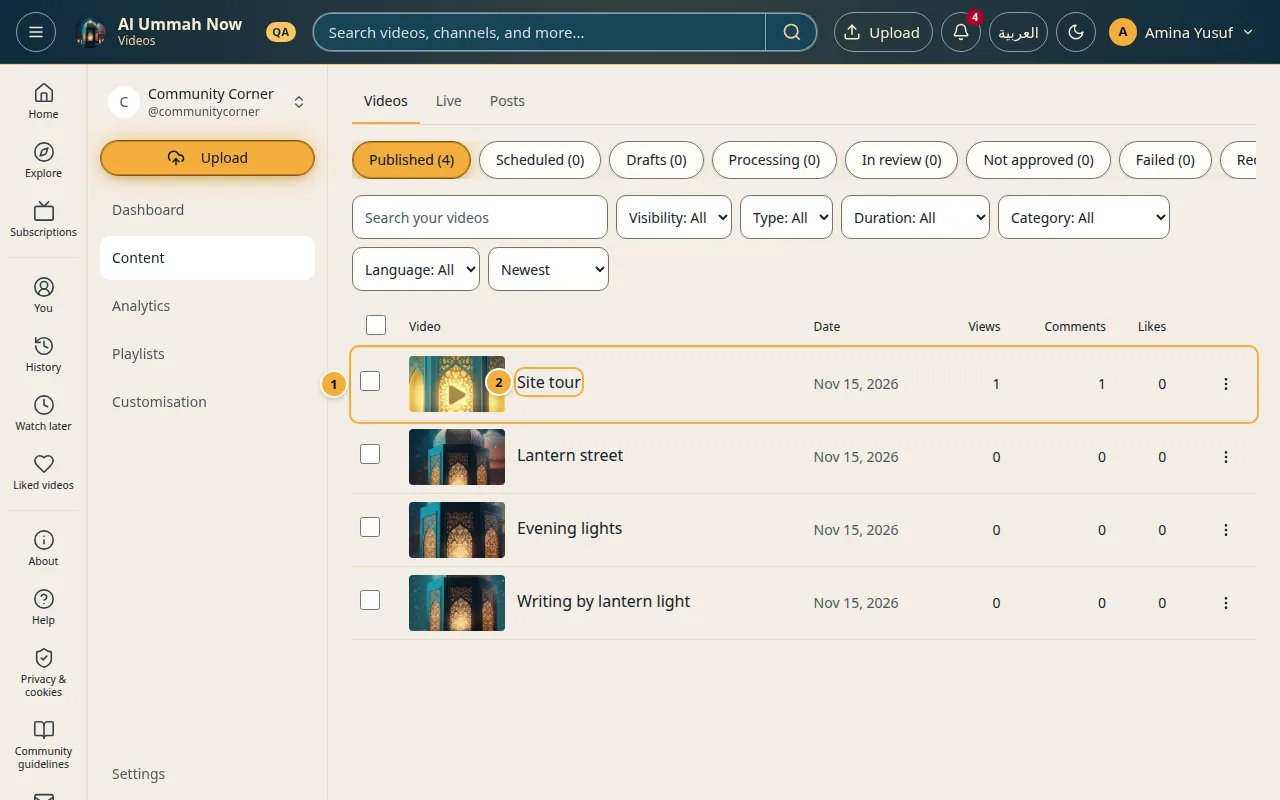 Al Ummah Now
Videos
QA
Search videos, channels, and more...
Upload
4
العربية
A
Amina Yusuf
Home
Explore
Subscriptions
You
History
Watch later
Liked videos
About
Help
Privacy &
cookies
Community
guidelines
C
Community Corner
@communitycorner
Upload
Dashboard
Content
Analytics
Playlists
Customisation
Settings
Videos
Live
Posts
Published (4)
Scheduled (0)
Drafts (0)
Processing (0)
In review (0)
Not approved (0)
Failed (0)
Search your videos
Visibility: All
Type: All
Duration: All
Category: All
Language: All
Newest
Video
Date
Views
Comments
Likes
1
2
Site tour
Nov 15, 2026
1
1
0
Lantern street
Nov 15, 2026
0
0
0
Evening lights
Nov 15, 2026
0
0
0
Writing by lantern light
Nov 15, 2026
0
0
0